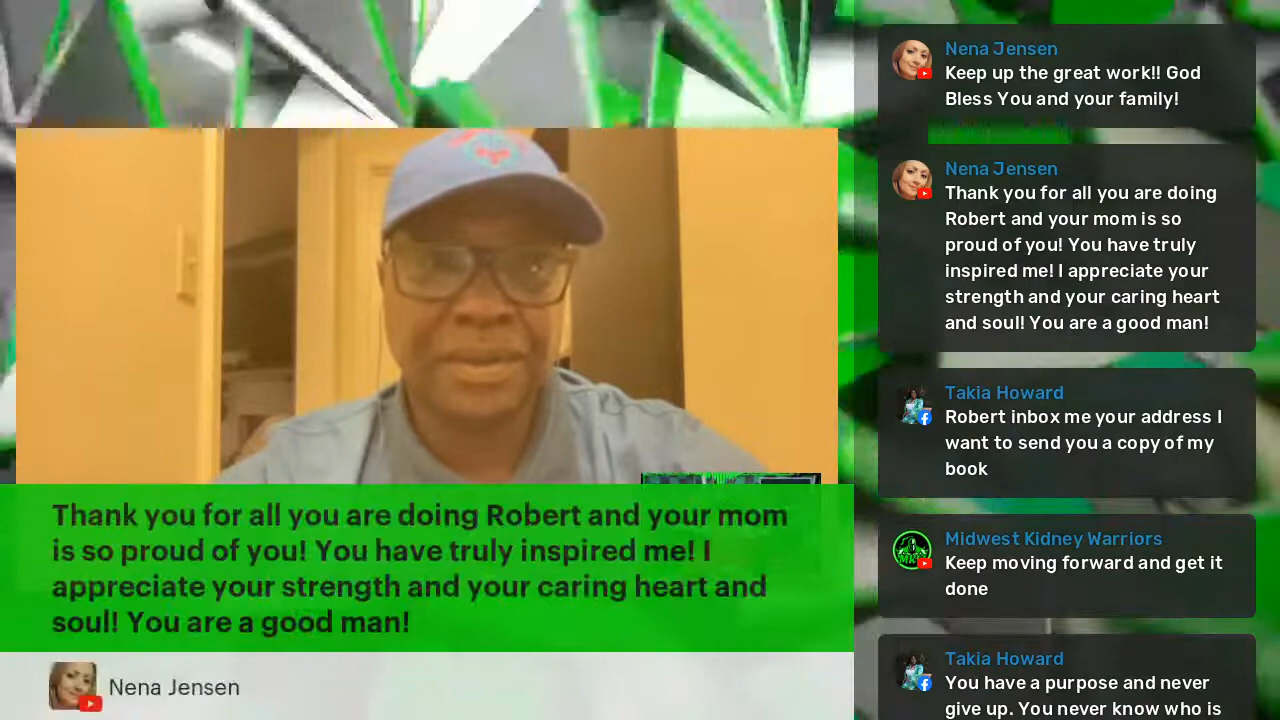 Thank you for all you are doing Robert and your mom
is so proud of you! You have truly inspired me! I
appreciate your strength and your caring heart and
soul! You are a good man!
Nena Jensen
Nena Jensen
Keep up the great work!! God
Bless You and your family!
Nena Jensen
Thank you for all you are doing
Robert and your mom is so
proud of you! You have truly
inspired me! I appreciate your
strength and your caring heart
and soul! You are a good man!
Takia Howard
Robert inbox me your address I
want to send you a copy of my
book
Midwest Kidney Warriors
Keep moving forward and get it
done
Takia Howard
You have a purpose and never
give up. You never know who is